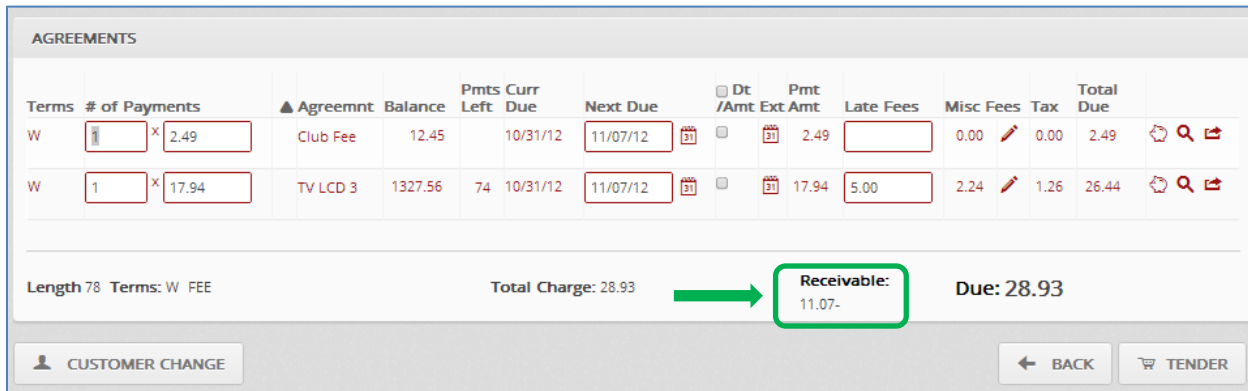 AGREEMENTS
Terms # of Payments ▲ Agreemnt Balance Pmts Left Curr Due Next Due Dt /Amt Ext Pmt Amt Late Fees Misc Fees Tax Total Due
W 1 x 2.49 Club Fee 12.45 10/31/12 11/07/12 31 31 2.49 0.00 0.00 2.49
W 1 x 17.94 TV LCD 3 1327.56 74 10/31/12 11/07/12 31 31 17.94 5.00 2.24 1.26 26.44
Length 78 Terms: W FEE Total Charge: 28.93 Receivable: Due: 28.93
11.07-
CUSTOMER CHANGE BACK TENDER